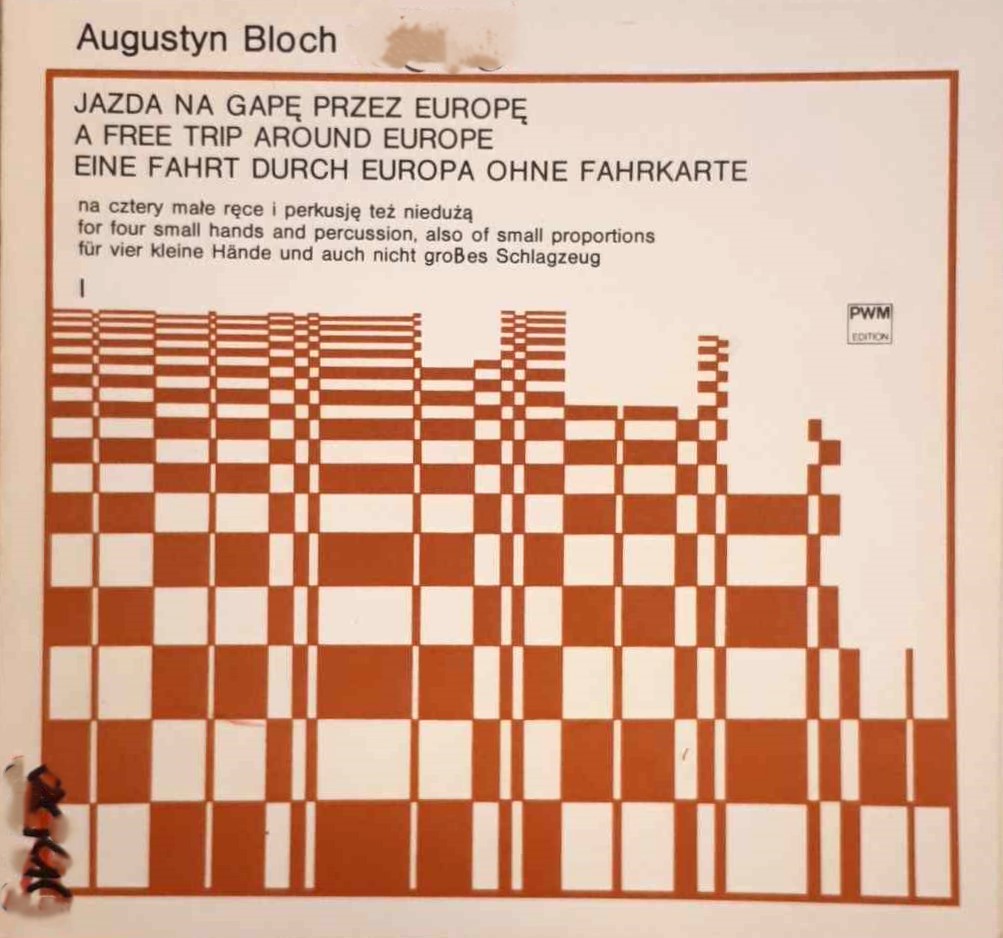 Augustyn Bloch
JAZDA NA GAPĘ PRZEZ EUROPĘ
A FREE TRIP AROUND EUROPE
EINE FAHRT DURCH EUROPA OHNE FAHRKARTE
na cztery małe ręce i perkusję też niedużą
for four small hands and percussion, also of small proportions
für vier kleine Hände und auch nicht großes Schlagzeug
I
PWM
EDITION